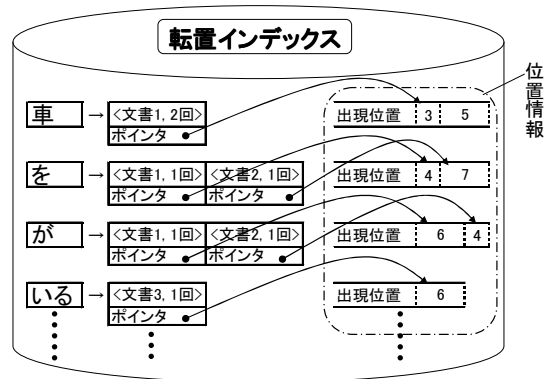 転置インデックス
位置情報
車 → <文書1, 2回> 出現位置 3 5
ポインタ
を → <文書1, 1回> <文書2, 1回> 出現位置 4 7
ポインタ ポインタ
が → <文書1, 1回> <文書2, 1回> 出現位置 6 4
ポインタ ポインタ
いる → <文書3, 1回> 出現位置 6
ポインタ